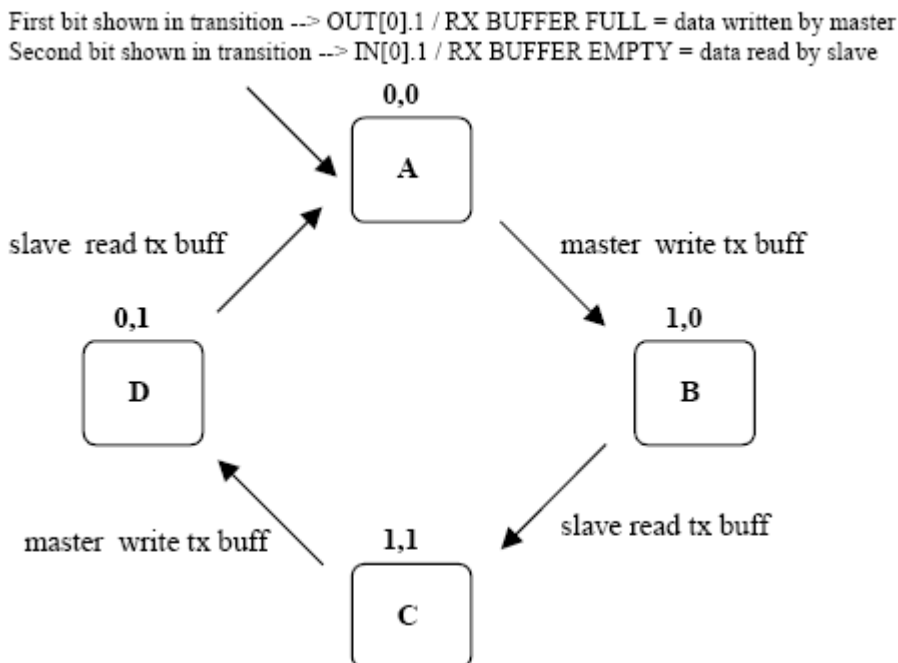 First bit shown in transition --> OUT[0].1 / RX BUFFER FULL = data written by master
Second bit shown in transition --> IN[0].1 / RX BUFFER EMPTY = data read by slave
0,0
A
slave read tx buff
master write tx buff
0,1
1,0
D
B
master write tx buff
1,1
slave read tx buff
C